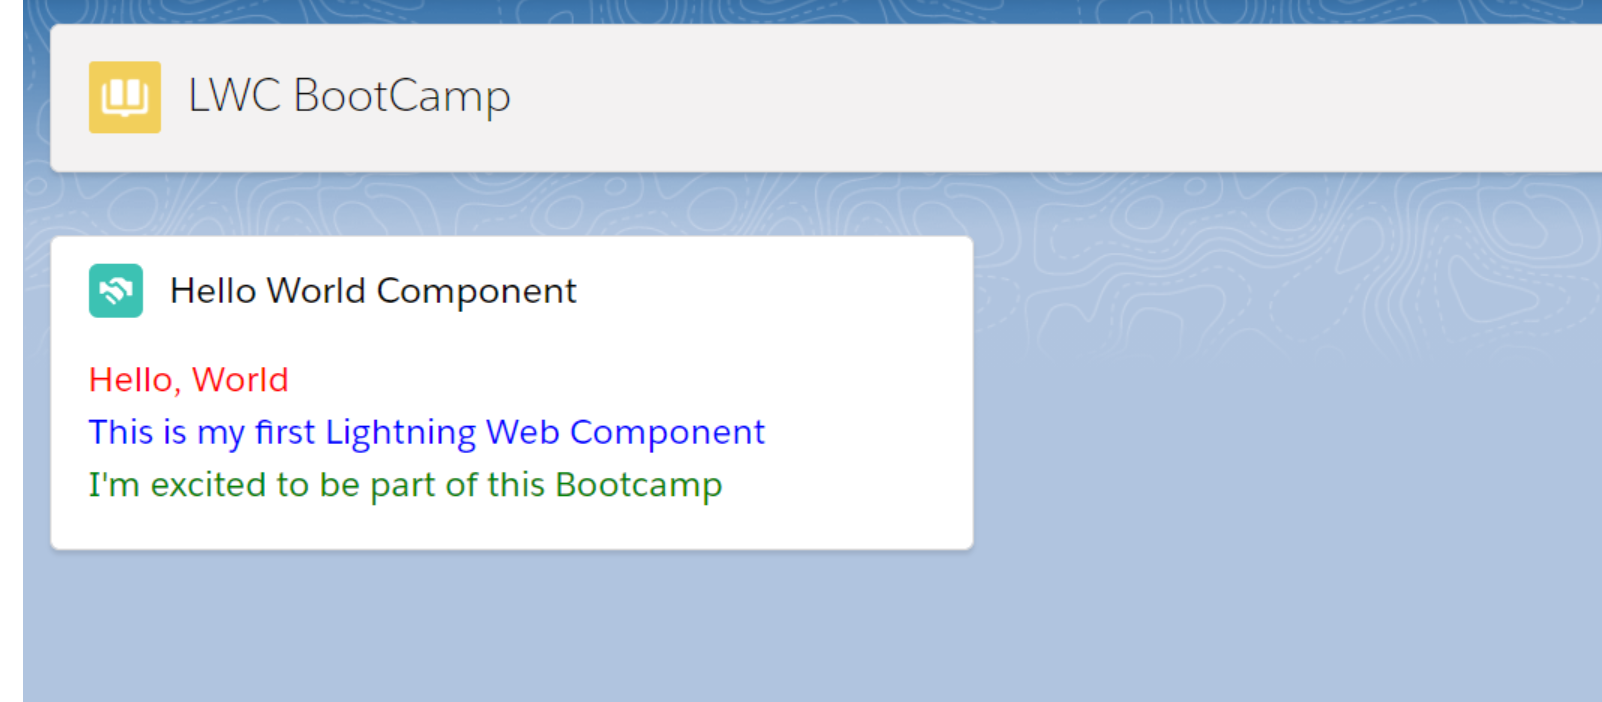 LWC BootCamp
Hello World Component
Hello, World
This is my first Lightning Web Component
I'm excited to be part of this Bootcamp